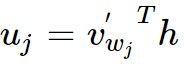 $u_j = {v'_{w_j}}^T h$